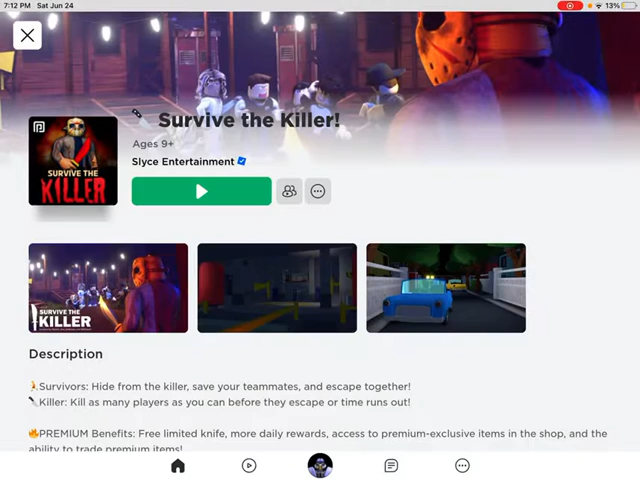 7:12 PM Sat Jun 24
13%
Survive the Killer!
Ages 9+
Slyce Entertainment
SURVIVE THE
KILLER
SURVIVE THE
KILLER
Description
🏃Survivors: Hide from the killer, save your teammates, and escape together!
🔪Killer: Kill as many players as you can before they escape or time runs out!
🔥PREMIUM Benefits: Free limited knife, more daily rewards, access to premium-exclusive items in the shop, and the
ability to trade premium items!